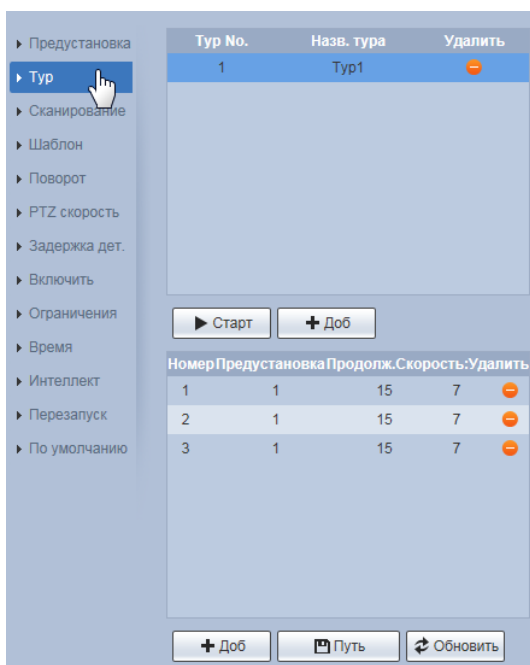 Предустановка
Тур
Сканирование
Шаблон
Поворот
PTZ скорость
Задержка дет.
Включить
Ограничения
Время
Интеллект
Перезапуск
По умолчанию
Тур No. Назв. тура Удалить
1 Тур1
Старт Доб
Номер Предустановка Продолж. Скорость: Удалить
1 1 15 7
2 1 15 7
3 1 15 7
Доб Путь Обновить